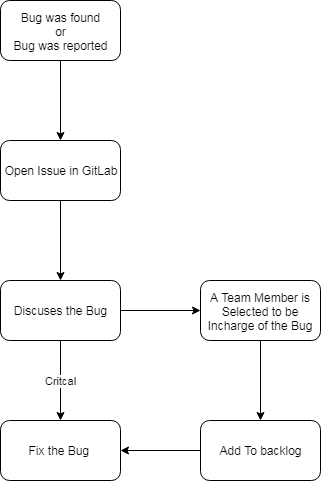 Bug was found
or
Bug was reported
Open Issue in GitLab
Discuses the Bug
A Team Member is
Selected to be
Incharge of the Bug
Critcal
Fix the Bug
Add To backlog